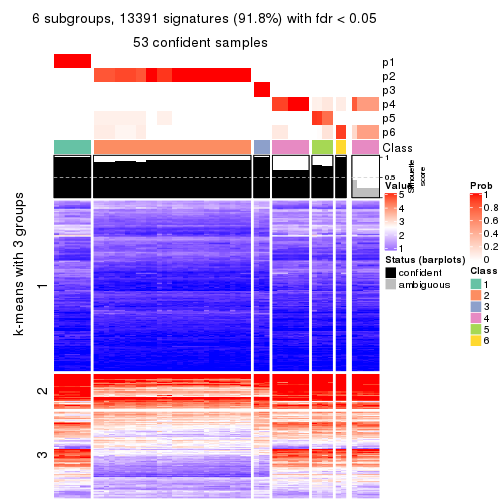 6 subgroups, 13391 signatures (91.8%) with fdr < 0.05
53 confident samples
p1
p2
p3
p4
p5
p6
Class
1
0.5
Silhouette
score
k-means with 3 groups
1
2
3
Value
5
4
3
2
1
Status (barplots)
confident
ambiguous
Prob
1
0.8
0.6
0.4
0.2
0
Class
1
2
3
4
5
6